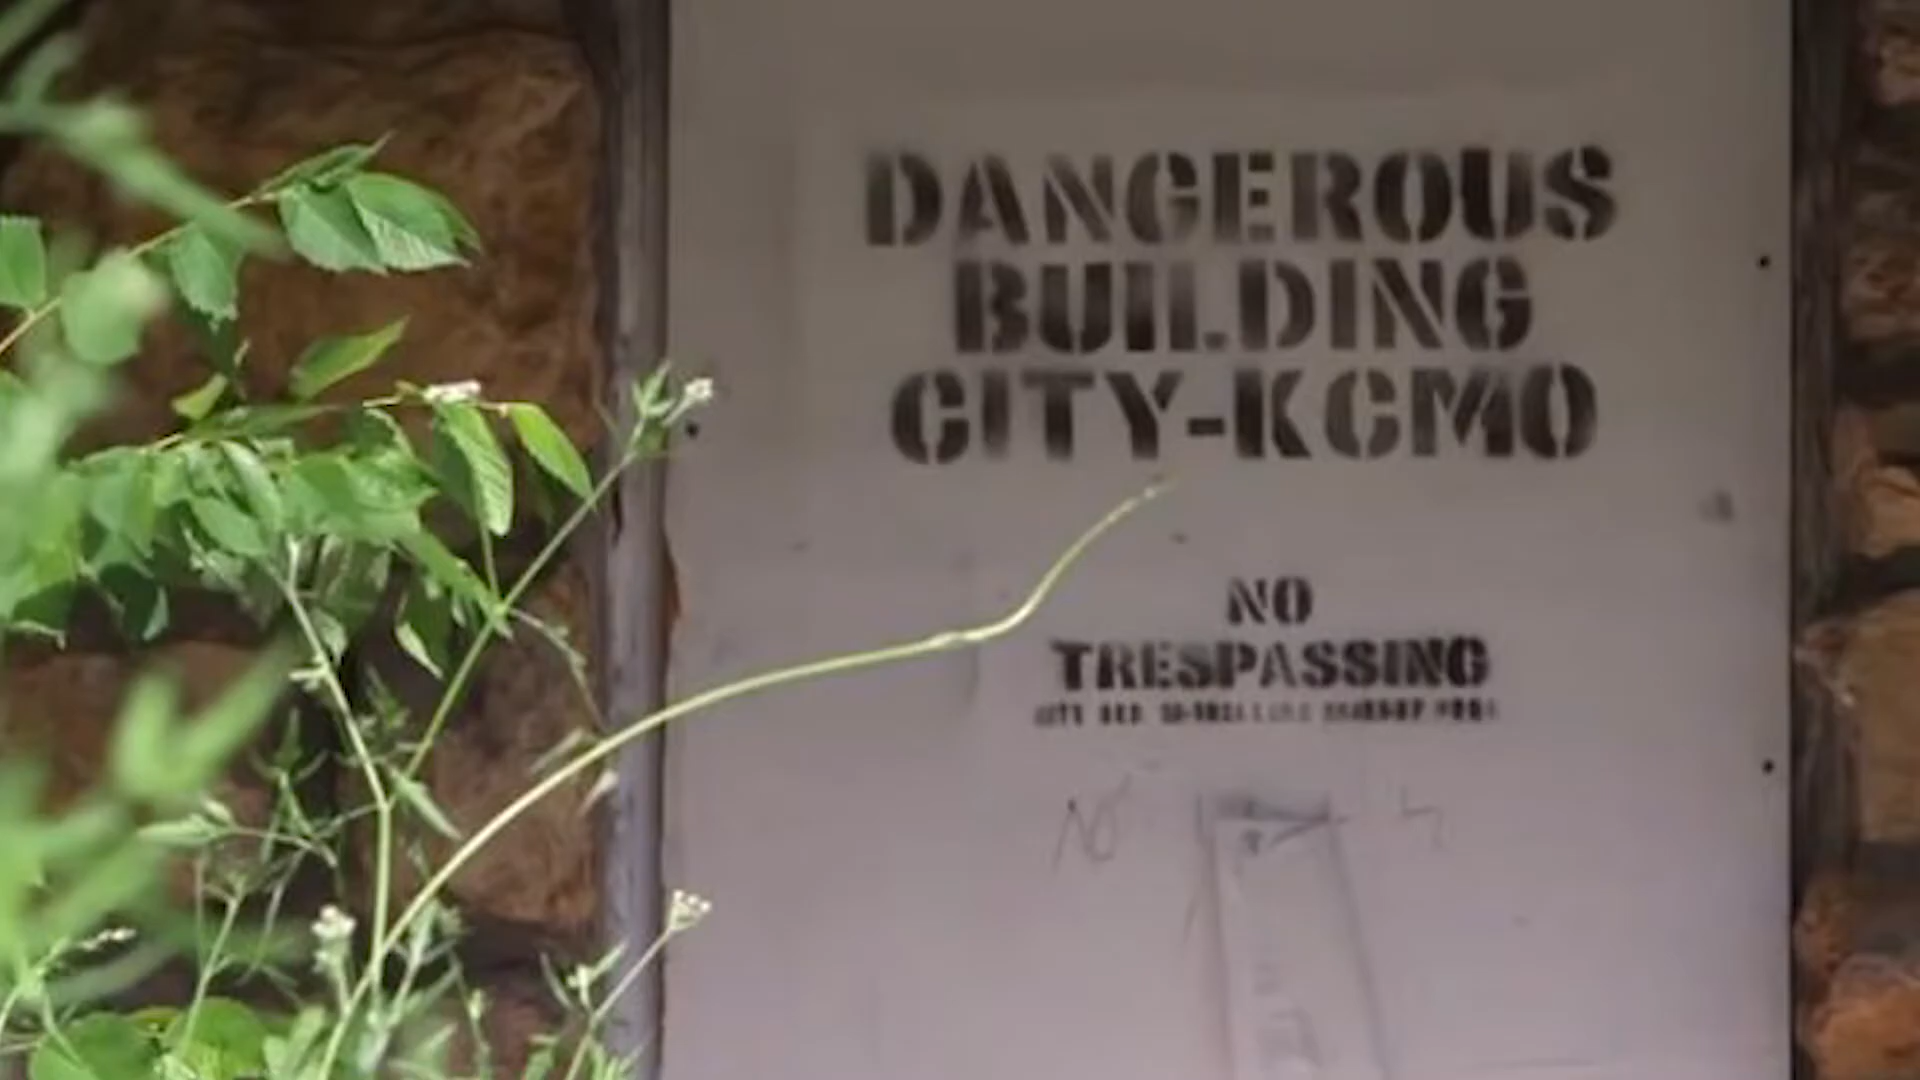 DANGEROUS
BUILDING
CITY-KCMO
NO
TRESPASSING